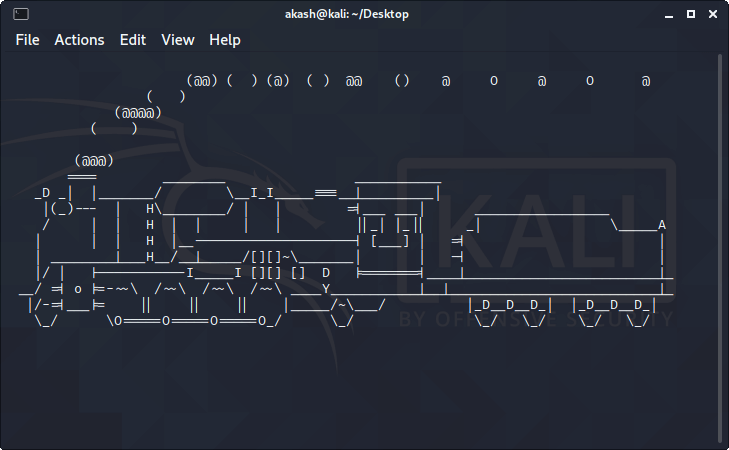 akash@kali: ~/Desktop
File Actions Edit View Help
                     (@@) (  ) (@)  ( )  @@    ()    @     O     @     O      @
                (   )
            (@@@@)
         (    )

       (@@@)
      ====        ________                ___________
  _D _|  |_______/        \__I_I_____===__|_________|
   |(_)---  |   H\________/ |   |        =|___ ___|      _________________
   /     |  |   H  |  |     |   |         ||_| |_||     _|                \_____A
  |      |  |   H  |__--------------------| [___] |   =|                        |
  | ________|___H__/__|_____/[][]~\_______|       |   -|                        |
  |/ |   |-----------I_____I [][] []  D   |=======|____|________________________|_
__/ =| o |=-~~\  /~~\  /~~\  /~~\ ____Y___________|__|__________________________|_
 |/-=|___|=    ||    ||    ||    |_____/~\___/          |_D__D__D_|  |_D__D__D_|
  \_/      \O=====O=====O=====O_/      \_/               \_/   \_/    \_/   \_/
KALI
BY OFFENSIVE SECURITY